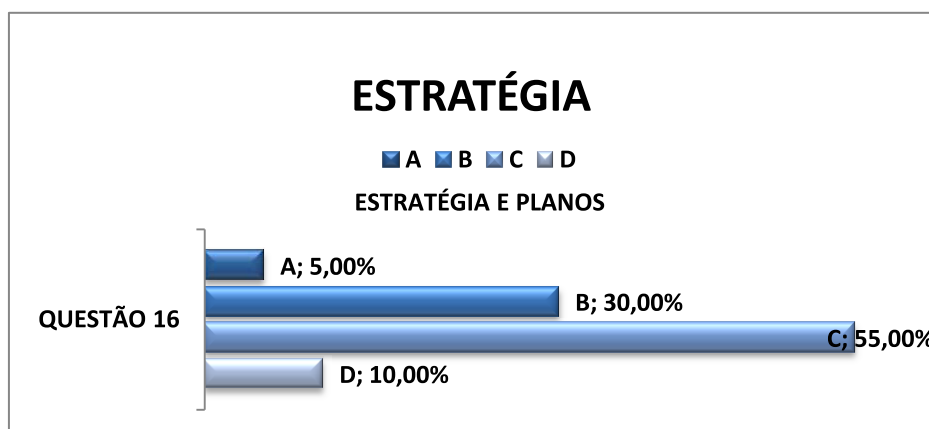 ESTRATÉGIA
A B C D
ESTRATÉGIA E PLANOS
A; 5,00%
B; 30,00%
QUESTÃO 16
C; 55,00%
D; 10,00%